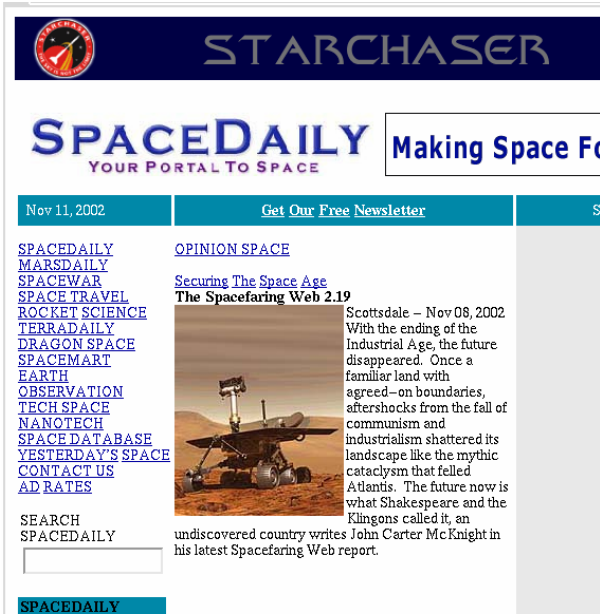 STARCHASER
STARCHASER
SPACEDAILY
YOUR PORTAL TO SPACE
Making Space Fo
Nov 11, 2002
Get Our Free Newsletter
S
SPACEDAILY
MARSDAILY
SPACEWAR
SPACE TRAVEL
ROCKET SCIENCE
TERRADAILY
DRAGON SPACE
SPACEMART
EARTH
OBSERVATION
TECH SPACE
NANOTECH
SPACE DATABASE
YESTERDAY'S SPACE
CONTACT US
AD RATES
SEARCH
SPACEDAILY
SPACEDAILY
OPINION SPACE
Securing The Space Age
The Spacefaring Web 2.19
Scottsdale – Nov 08, 2002
With the ending of the
Industrial Age, the future
disappeared. Once a
familiar land with
agreed–on boundaries,
aftershocks from the fall of
communism and
industrialism shattered its
landscape like the mythic
cataclysm that felled
Atlantis. The future now is
what Shakespeare and the
Klingons called it, an
undiscovered country writes John Carter McKnight in
his latest Spacefaring Web report.